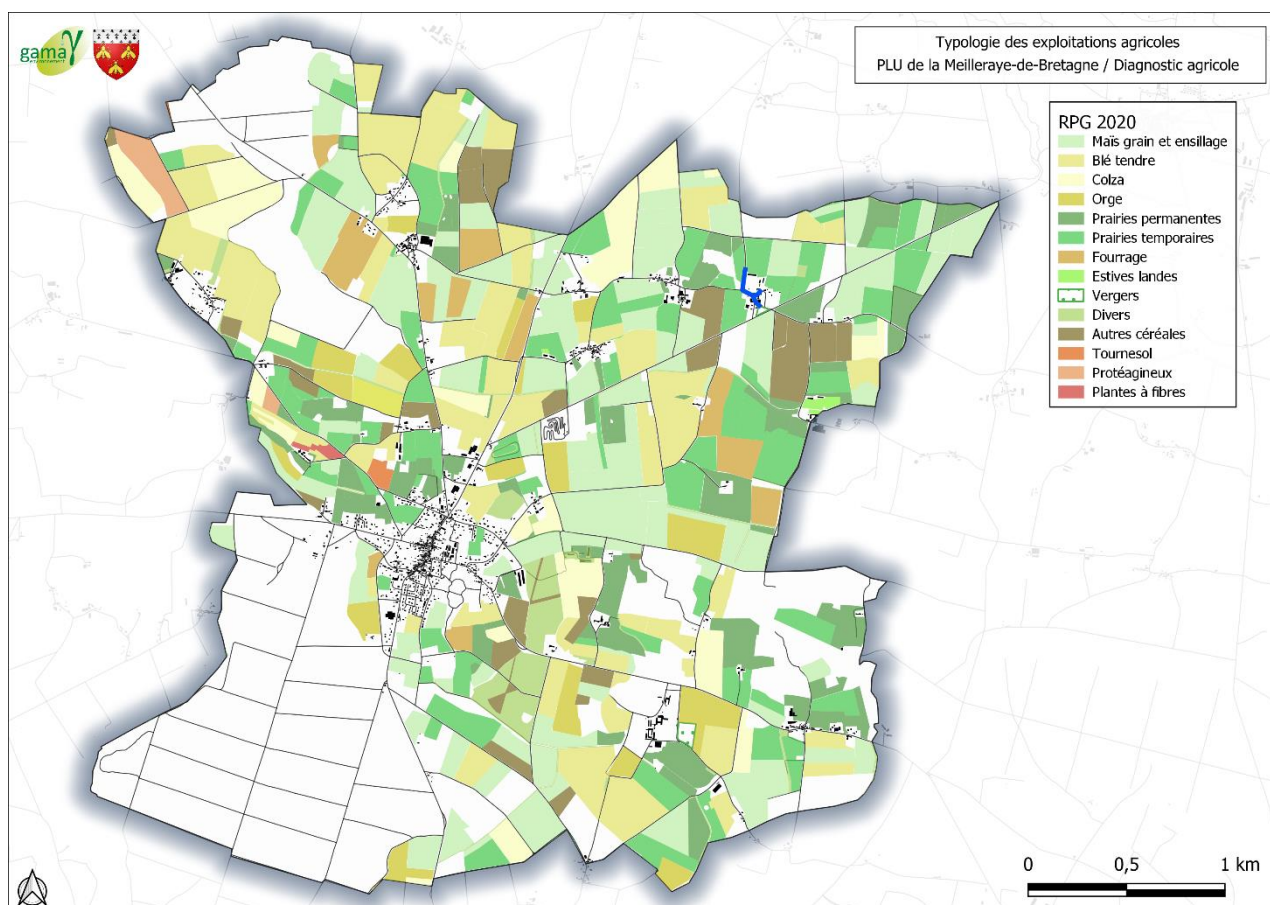 gama
environnement
Typologie des exploitations agricoles
PLU de la Meilleraye-de-Bretagne / Diagnostic agricole
RPG 2020
Maïs grain et ensillage
Blé tendre
Colza
Orge
Prairies permanentes
Prairies temporaires
Fourrage
Estives landes
Vergers
Divers
Autres céréales
Tournesol
Protéagineux
Plantes à fibres
0 0,5 1 km